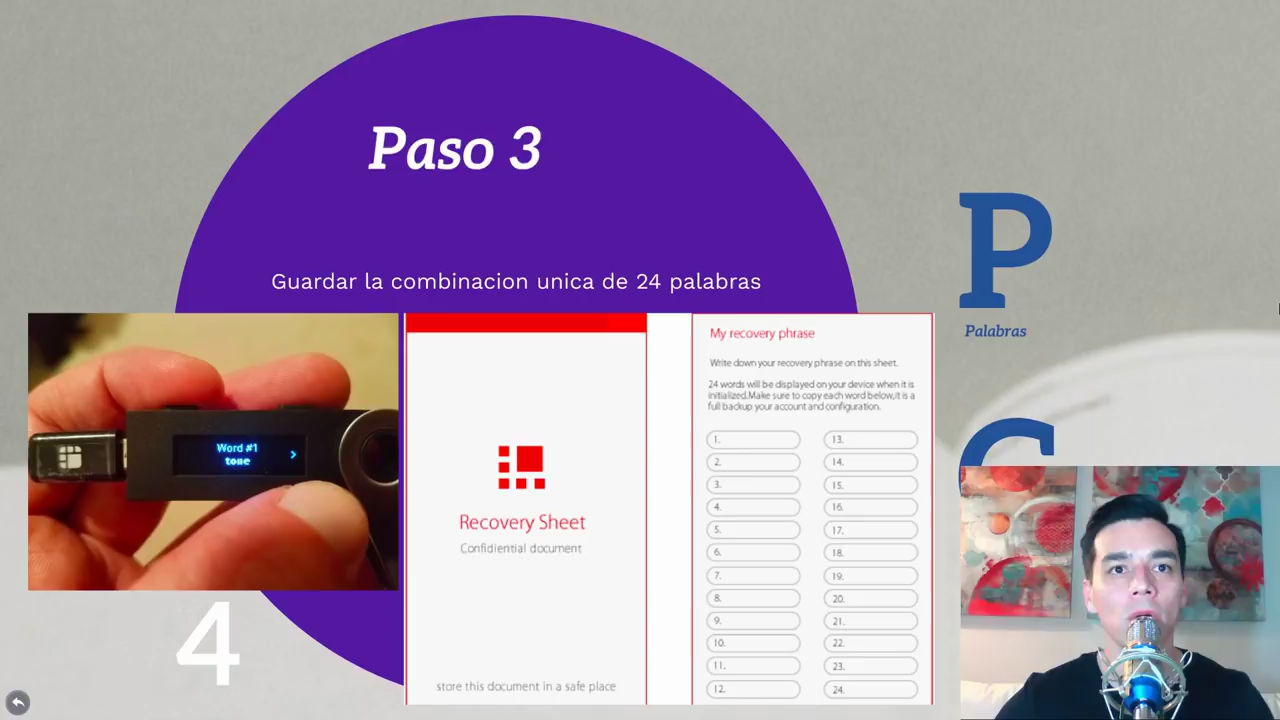 Paso 3
Guardar la combinacion unica de 24 palabras
P
Palabras
Word #1
tone
Recovery Sheet
Confidiential document
store this document in a safe place
My recovery phrase
Write down your recovery phrase on this sheet.
24 words will be displayed on your device when it is
initialized.Make sure to copy each word below,it is a
full backup your account and configuration.
1.
2.
3.
4.
5.
6.
7.
8.
9.
10.
11.
12.
13.
14.
15.
16.
17.
18.
19.
20.
21.
22.
23.
24.
4